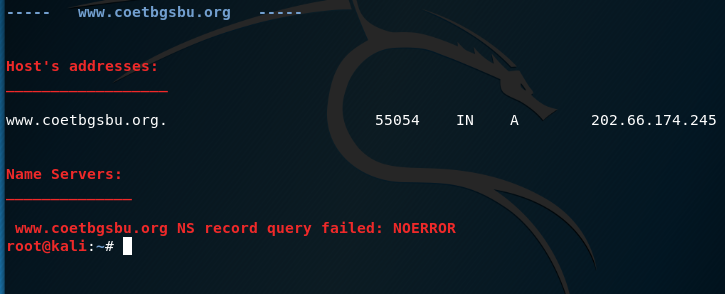 ----- www.coetbgsbu.org -----
Host's addresses:
__________________
www.coetbgsbu.org. 55054 IN A 202.66.174.245
Name Servers:
______________
www.coetbgsbu.org NS record query failed: NOERROR
root@kali:~#